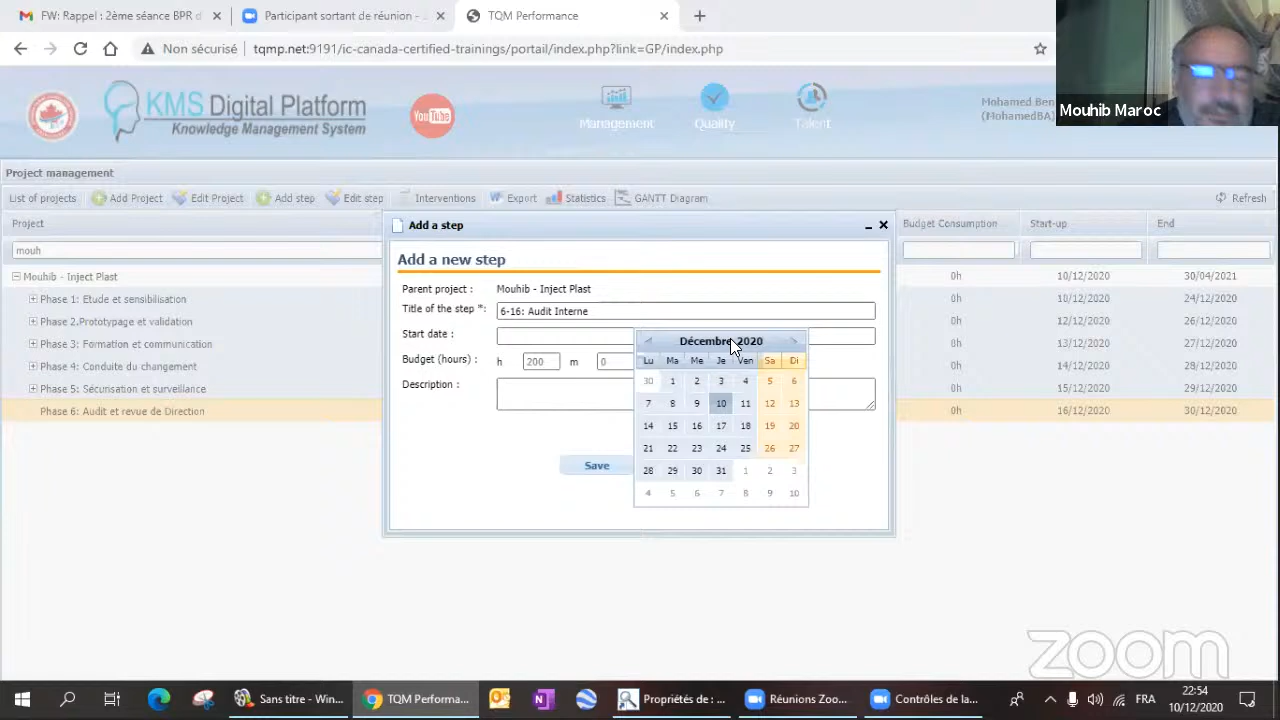 FW: Rappel : 2ème séance BPR d
Participant sortant de réunion -
TQM Performance
Non sécurisé
tqmp.net:9191/ic-canada-certified-trainings/portal/index.php?link=GP/index.php
KMS Digital Platform
Knowledge Management System
YouTube
Management
Quality
Talent
Mohamed Ben
(MohamedBA)
Mouhib Maroc
Project management
List of projects
Add Project
Edit Project
Add step
Edit step
Interventions
Export
Statistics
GANTT Diagram
Refresh
Project
Budget Consumption
Start-up
End
mouh
Mouhib - Inject Plast
0h
10/12/2020
30/04/2021
Phase 1: Etude et sensibilisation
0h
10/12/2020
24/12/2020
Phase 2.Prototypage et validation
0h
12/12/2020
26/12/2020
Phase 3: Formation et communication
0h
13/12/2020
27/12/2020
Phase 4: Conduite du changement
0h
14/12/2020
28/12/2020
Phase 5: Sécurisation et surveillance
0h
15/12/2020
29/12/2020
Phase 6: Audit et revue de Direction
0h
16/12/2020
30/12/2020
Add a step
Add a new step
Parent project :
Mouhib - Inject Plast
Title of the step *:
6-16: Audit Interne
Start date :
Budget (hours) :
h
200
m
0
Description :
Save
Décembre 2020
Lu Ma Me Je Ven Sa Di
30 1 2 3 4 5 6
7 8 9 10 11 12 13
14 15 16 17 18 19 20
21 22 23 24 25 26 27
28 29 30 31 1 2 3
4 5 6 7 8 9 10
zoom
Sans titre - Win...
TQM Performa...
Propriétés de : ...
Réunions Zoo...
Contrôles de la...
FRA
22:54
10/12/2020